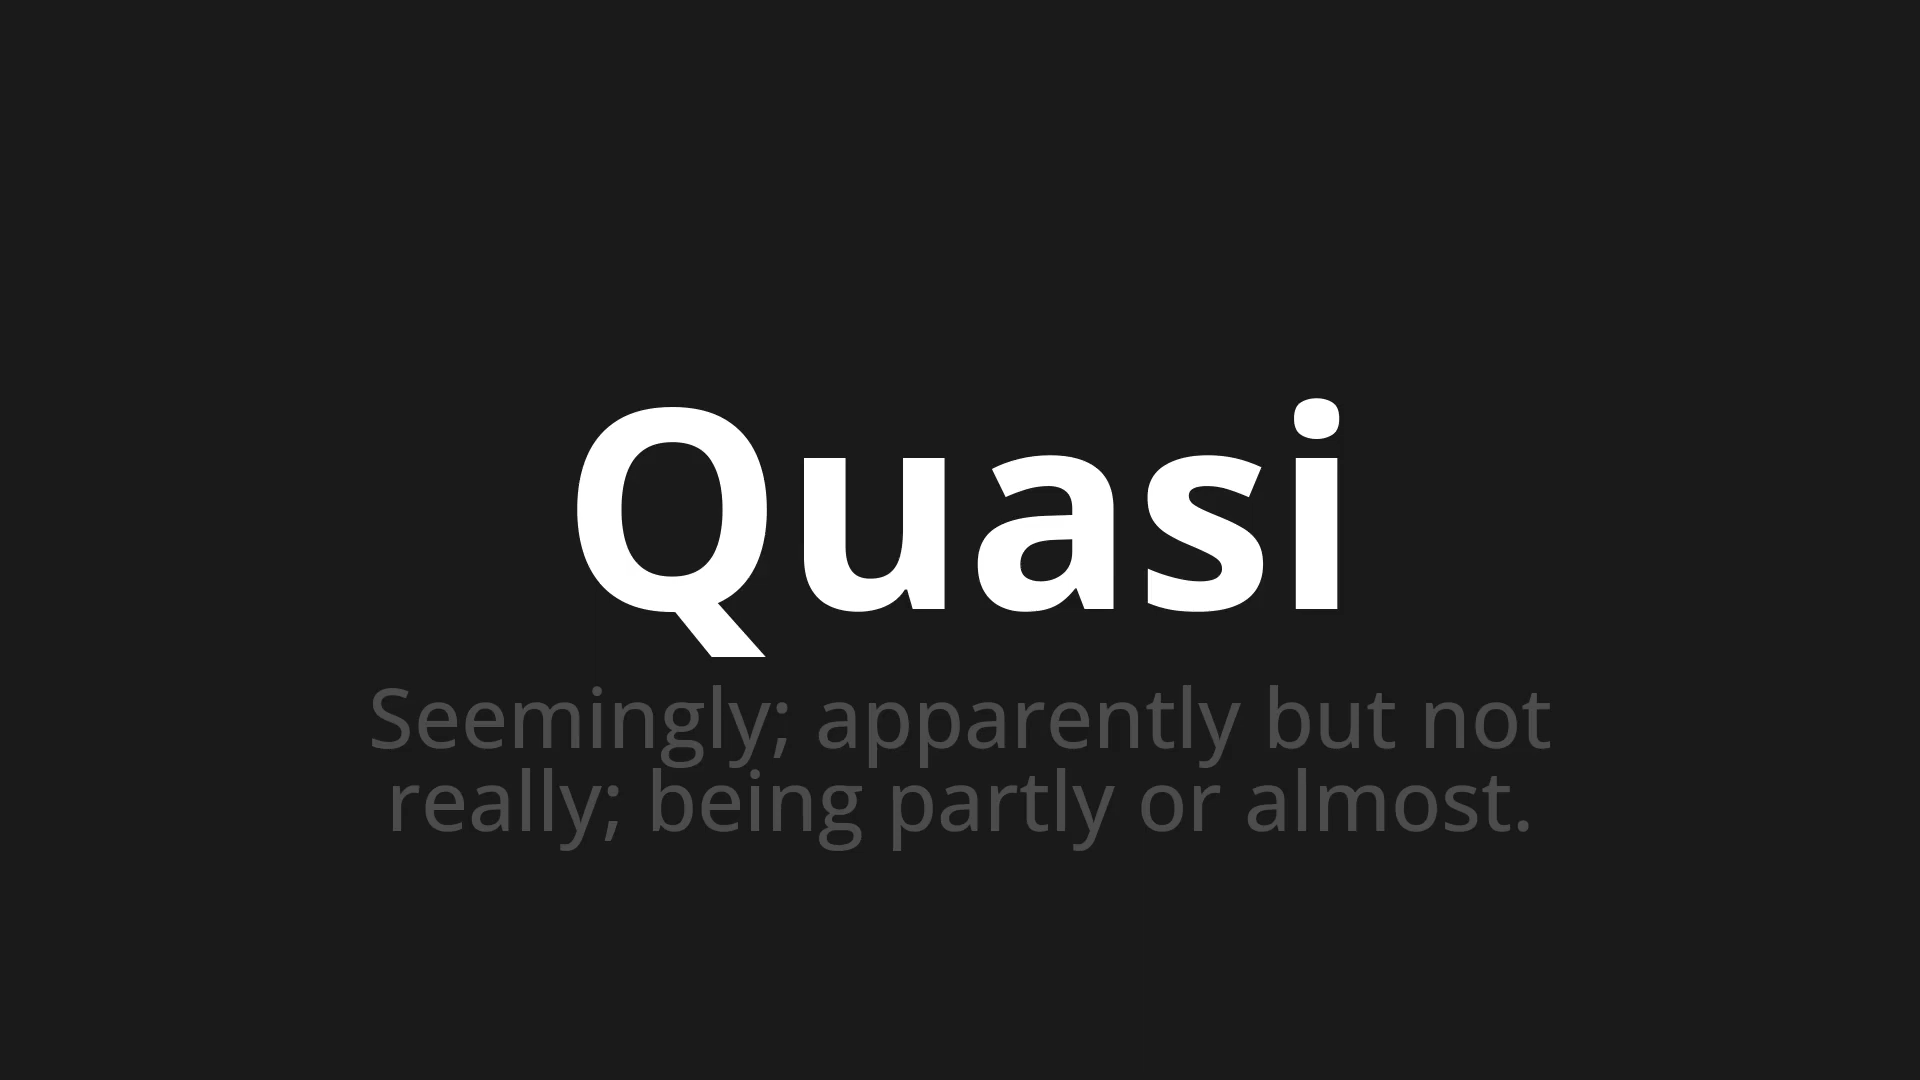 Quasi
Seemingly; apparently but not
really; being partly or almost.